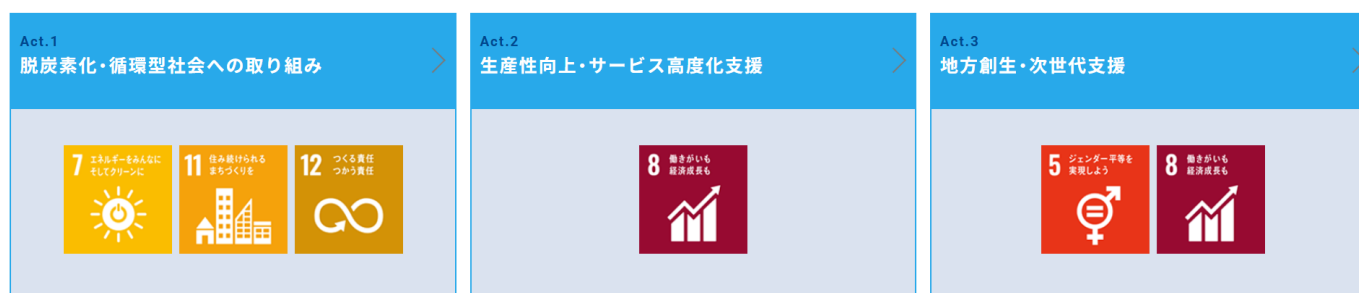 Act.1
脱炭素化・循環型社会への取り組み
7 エネルギーをみんなに
そしてクリーンに
11 住み続けられる
まちづくりを
12 つくる責任
つかう責任
Act.2
生産性向上・サービス高度化支援
8 働きがいも
経済成長も
Act.3
地方創生・次世代支援
5 ジェンダー平等を
実現しよう
8 働きがいも
経済成長も